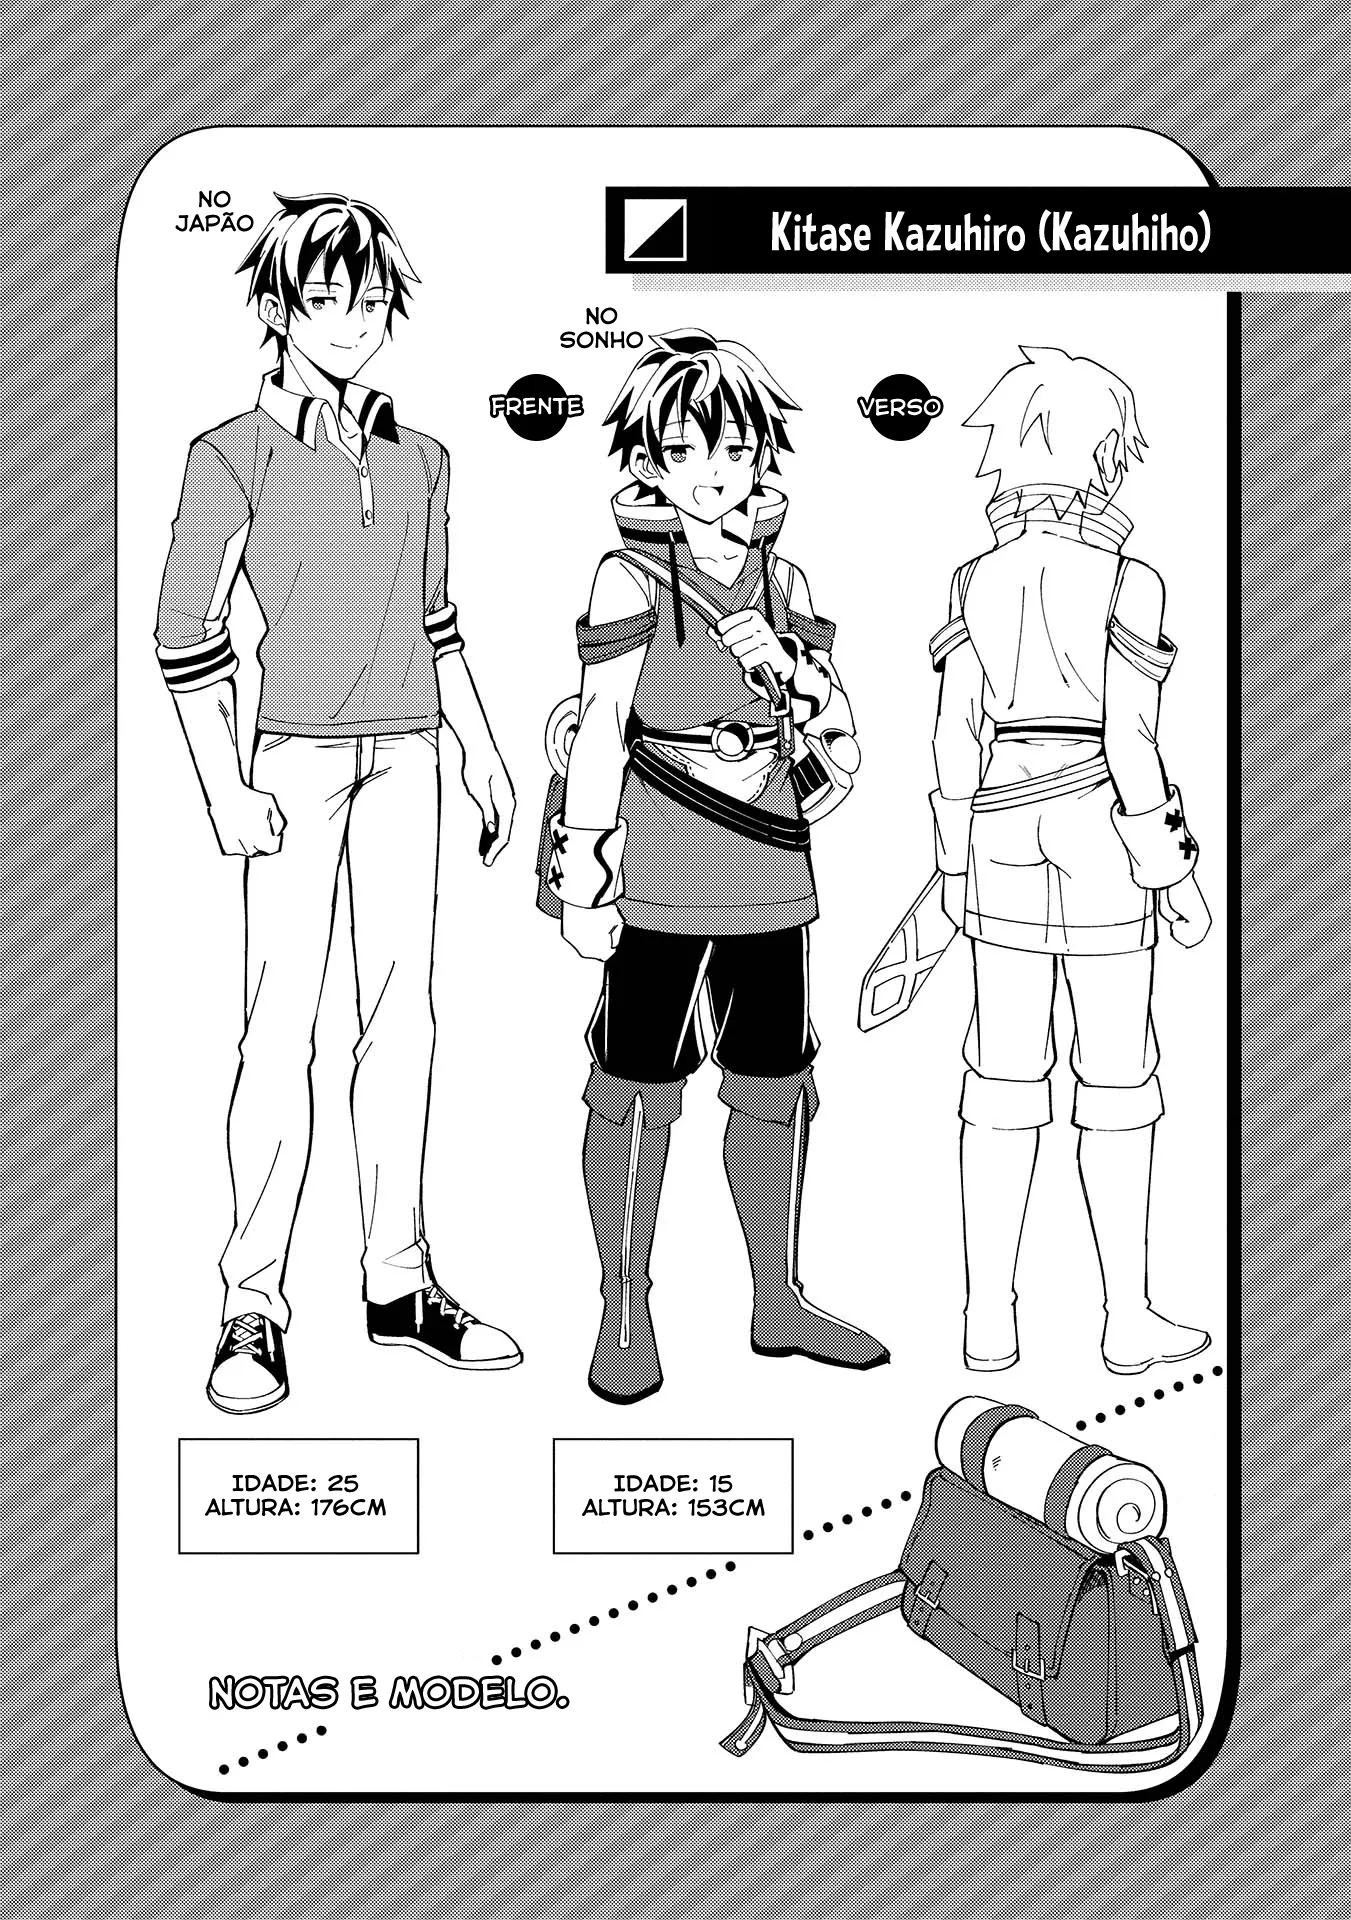 NO
JAPÃO
Kitase Kazuhiro (Kazuhiho)
NO
SONHO
FRENTE
VERSO
IDADE: 25
ALTURA: 176CM
IDADE: 15
ALTURA: 153CM
NOTAS E MODELO.